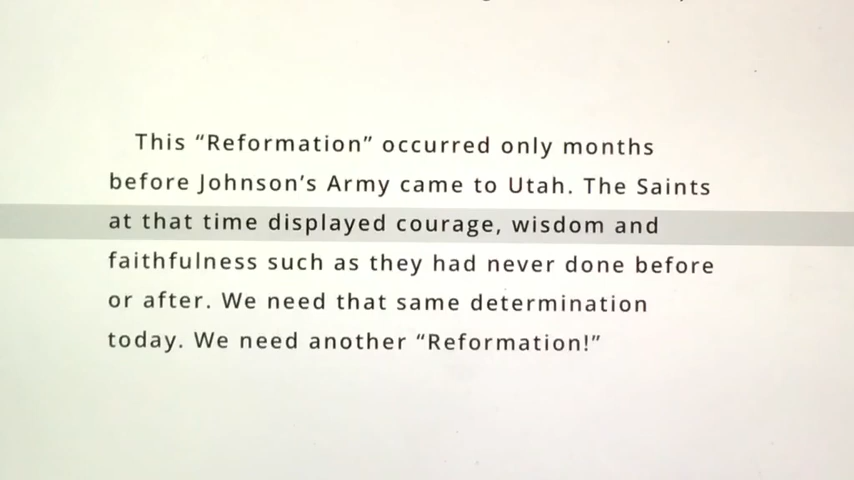 This “Reformation” occurred only months
before Johnson’s Army came to Utah. The Saints
at that time displayed courage, wisdom and
faithfulness such as they had never done before
or after. We need that same determination
today. We need another “Reformation!”